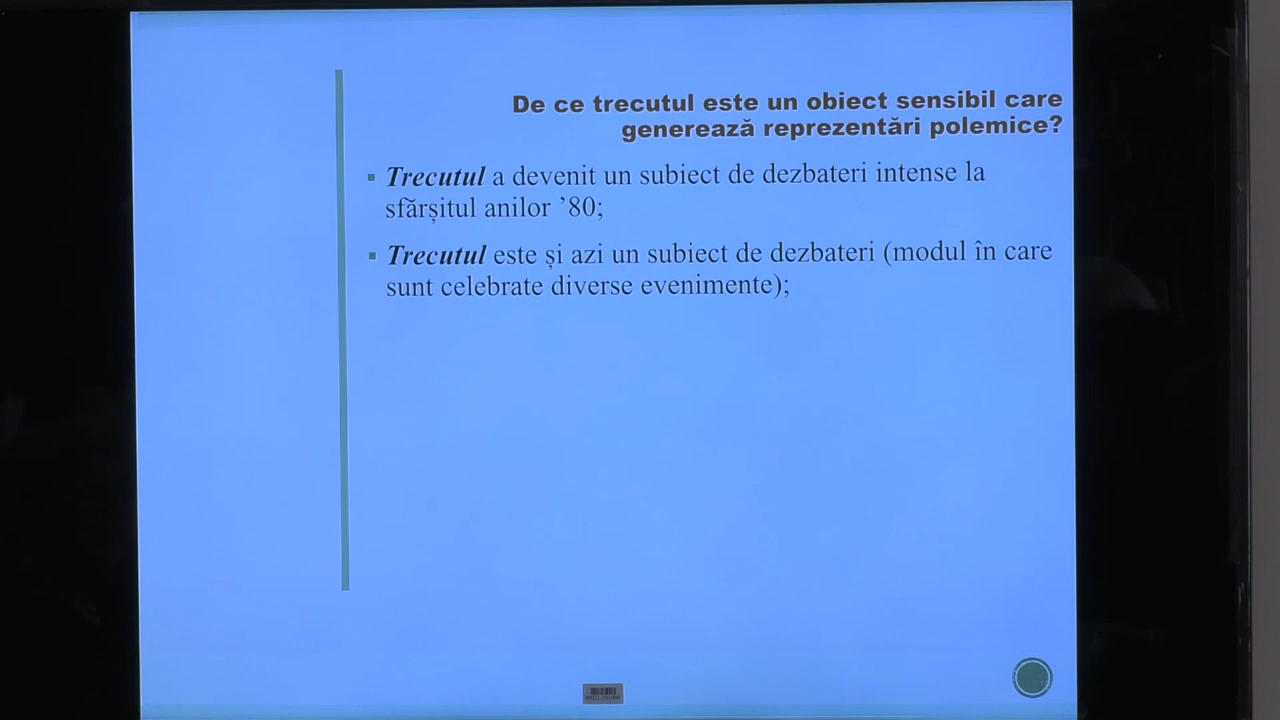 De ce trecutul este un obiect sensibil care
generează reprezentări polemice?
Trecutul a devenit un subiect de dezbateri intense la
sfărșitul anilor ’80;
Trecutul este și azi un subiect de dezbateri (modul în care
sunt celebrate diverse evenimente);